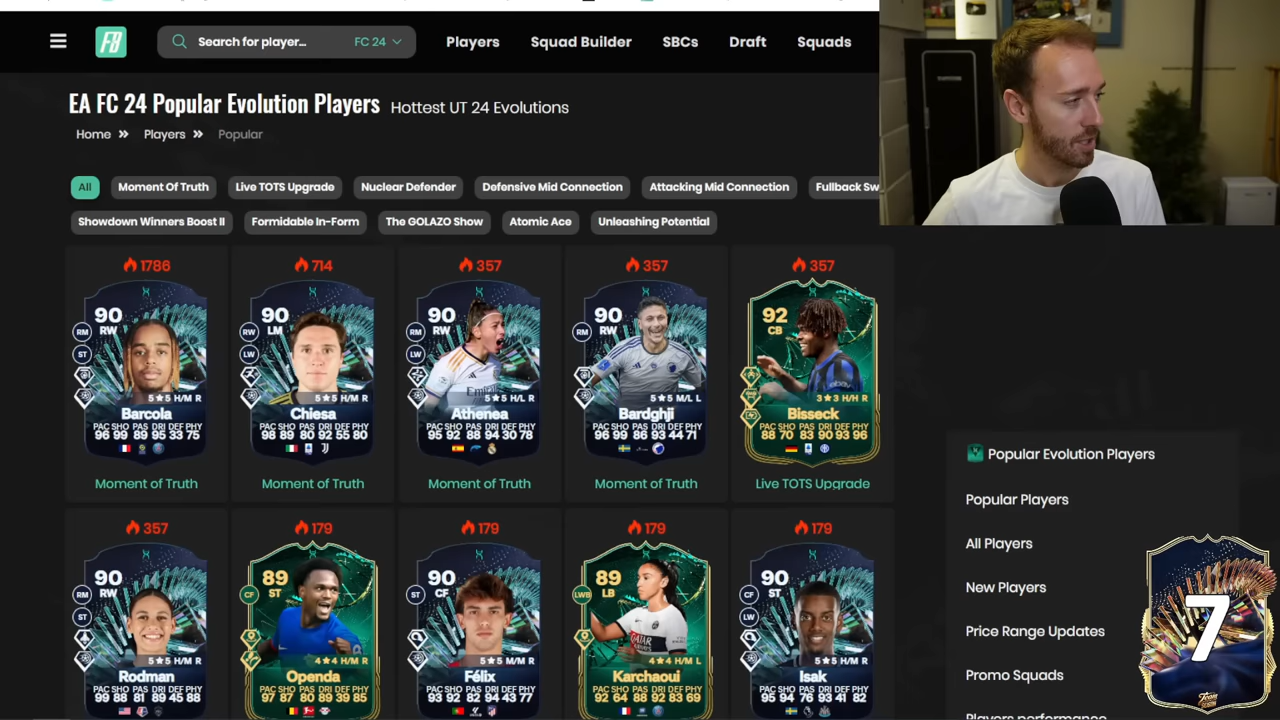 FB
Search for player...
FC 24
Players
Squad Builder
SBCs
Draft
Squads
EA FC 24 Popular Evolution Players
Hottest UT 24 Evolutions
Home » Players » Popular
All
Moment Of Truth
Live TOTS Upgrade
Nuclear Defender
Defensive Mid Connection
Attacking Mid Connection
Fullback Sw
Showdown Winners Boost II
Formidable In-Form
The GOLAZO Show
Atomic Ace
Unleashing Potential
1786
90
RW
RM
ST
5★5 H/M R
Barcola
PAC SHO PAS DRI DEF PHY
96 99 89 95 33 75
Moment of Truth
714
90
LM
RW
LW
5★5 H/M R
Chiesa
PAC SHO PAS DRI DEF PHY
98 89 80 92 55 80
Moment of Truth
357
90
RW
RM
LW
5★5 H/L R
Athenea
PAC SHO PAS DRI DEF PHY
95 92 88 94 30 78
Moment of Truth
357
90
RW
RM
5★5 M/L L
Bardghji
PAC SHO PAS DRI DEF PHY
96 99 86 93 44 71
Moment of Truth
357
92
CB
3★3 H/H R
Bisseck
PAC SHO PAS DRI DEF PHY
88 70 83 90 93 96
Live TOTS Upgrade
357
90
RW
RM
ST
5★5 H/M R
Rodman
PAC SHO PAS DRI DEF PHY
99 88 81 89 45 88
179
89
ST
CF
4★4 H/M R
Openda
PAC SHO PAS DRI DEF PHY
97 87 80 89 39 85
179
90
CF
ST
5★5 M/M R
Félix
PAC SHO PAS DRI DEF PHY
93 92 82 94 43 77
179
89
LB
LWB
4★4 H/M L
Karchaoui
PAC SHO PAS DRI DEF PHY
92 64 88 92 83 69
179
90
ST
CF
LW
5★5 H/M R
Isak
PAC SHO PAS DRI DEF PHY
95 94 76 93 41 82
Popular Evolution Players
Popular Players
All Players
New Players
Price Range Updates
Promo Squads
Players performance
7